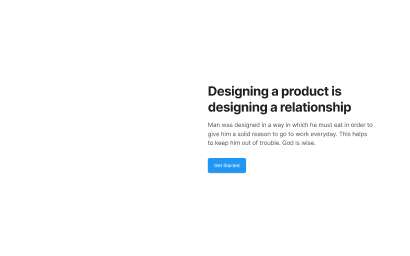 Designing a product is
designing a relationship
Man was designed in a way in which he must eat in order to
give him a solid reason to go to work everyday. This helps
to keep him out of trouble. God is wise.
Get Started